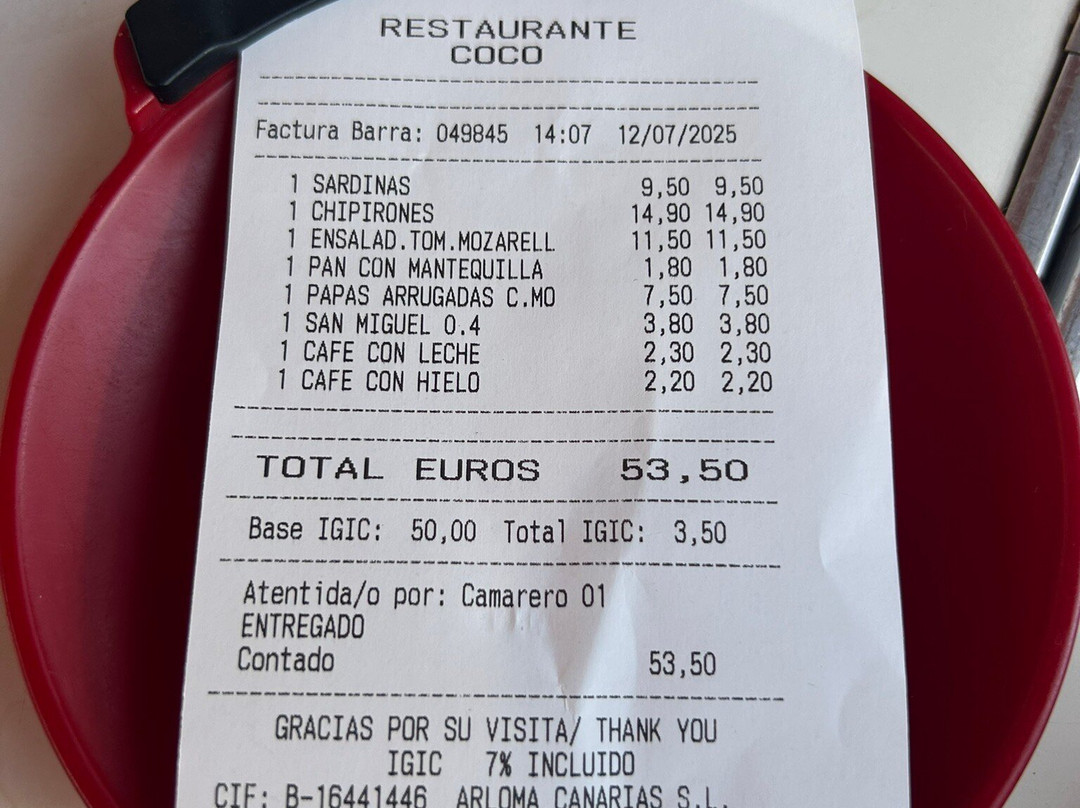 RESTAURANTE
COCO
Factura Barra: 049845 14:07 12/07/2025
1 SARDINAS 9,50 9,50
1 CHIPIRONES 14,90 14,90
1 ENSALAD.TOM.MOZARELL 11,50 11,50
1 PAN CON MANTEQUILLA 1,80 1,80
1 PAPAS ARRUGADAS C.MO 7,50 7,50
1 SAN MIGUEL 0.4 3,80 3,80
1 CAFE CON LECHE 2,30 2,30
1 CAFE CON HIELO 2,20 2,20
TOTAL EUROS 53,50
Base IGIC: 50,00 Total IGIC: 3,50
Atentida/o por: Camarero 01
ENTREGADO
Contado 53,50
GRACIAS POR SU VISITA/ THANK YOU
IGIC 7% INCLUIDO
CIF: B-16441446 ARLOMA CANARIAS S.L.